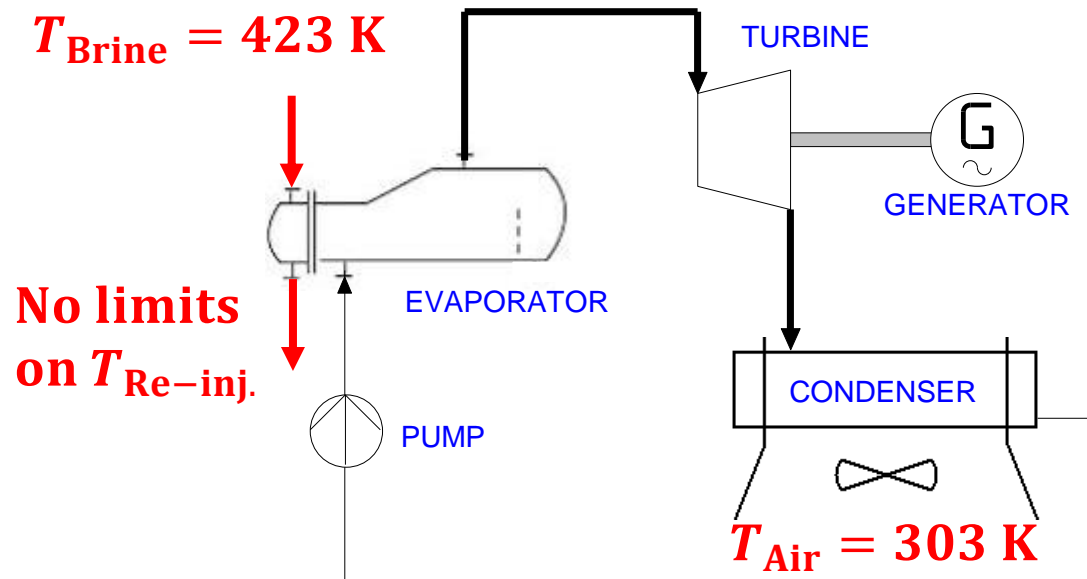 T_Brine = 423 K
TURBINE
G
GENERATOR
EVAPORATOR
No limits
on T_Re−inj.
CONDENSER
PUMP
T_Air = 303 K